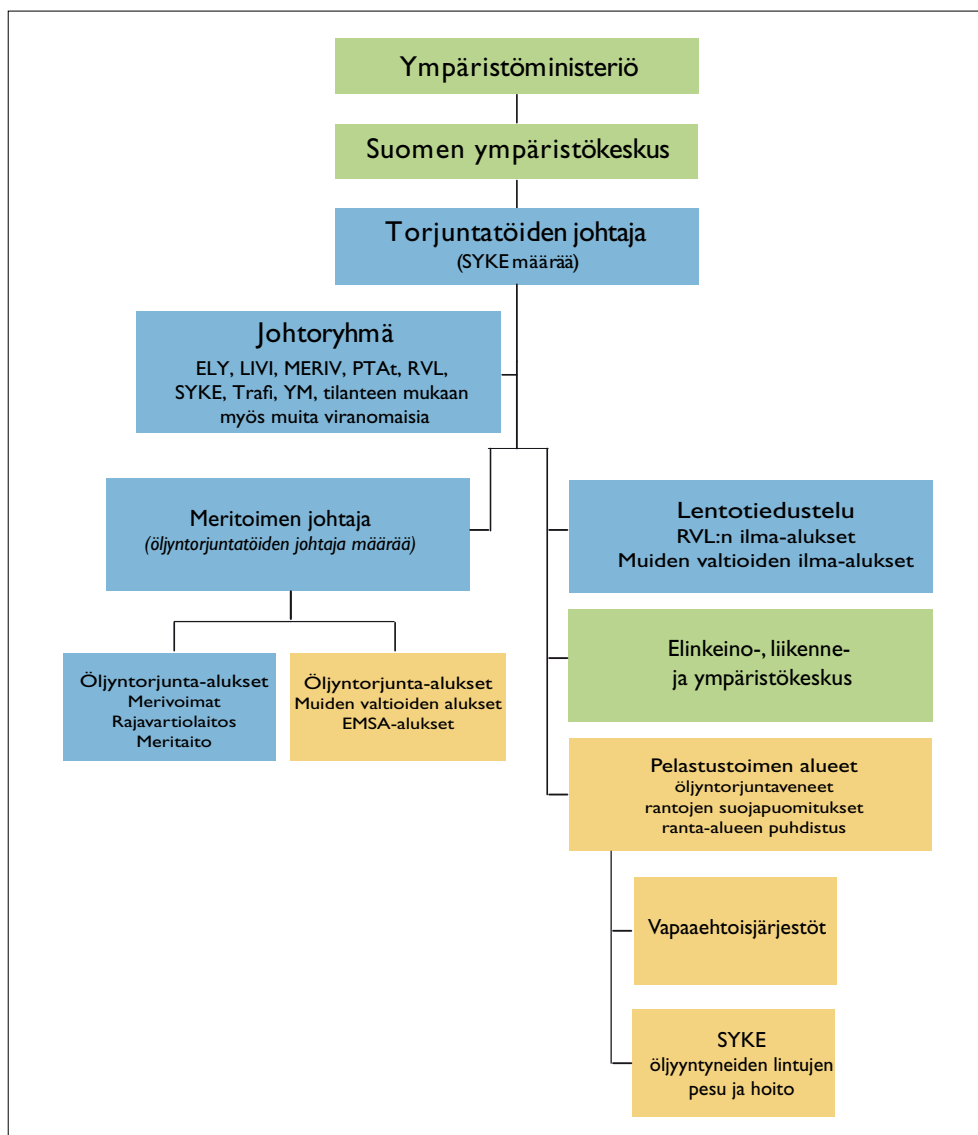 Ympäristöministeriö
Suomen ympäristökeskus
Torjuntatöiden johtaja
(SYKE määrää)
Johtoryhmä
ELY, LIVI, MERIV, PTAt, RVL,
SYKE, Trafi, YM, tilanteen mukaan
myös muita viranomaisia
Meritoimen johtaja
(öljyntorjuntatöiden johtaja määrää)
Öljyntorjunta-alukset
Merivoimat
Rajavartiolaitos
Meritaito
Öljyntorjunta-alukset
Muiden valtioiden alukset
EMSA-alukset
Lentotiedustelu
RVL:n ilma-alukset
Muiden valtioiden ilma-alukset
Elinkeino-, liikenne-
ja ympäristökeskus
Pelastustoimen alueet
öljyntorjuntaveneet
rantojen suojapuomitukset
ranta-alueen puhdistus
Vapaaehtoisjärjestöt
SYKE
öljyyntyneiden lintujen
pesu ja hoito